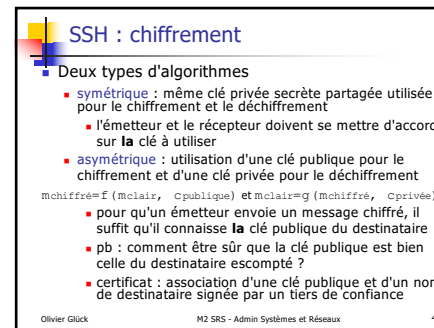 SSH : chiffrement
Deux types d'algorithmes
symétrique : même clé privée secrète partagée utilisée
pour le chiffrement et le déchiffrement
l'émetteur et le récepteur doivent se mettre d'accord
sur la clé à utiliser
asymétrique : utilisation d'une clé publique pour le
chiffrement et d'une clé privée pour le déchiffrement
mchiffré=f(mclair, cpublique) et mclair=g(mchiffré, cprivée)
pour qu'un émetteur envoie un message chiffré, il
suffit qu'il connaisse la clé publique du destinataire
pb : comment être sûr que la clé publique est bien
celle du destinataire escompté ?
certificat : association d'une clé publique et d'un nom
de destinataire signée par un tiers de confiance
Olivier Glück M2 SRS - Admin Systèmes et Réseaux